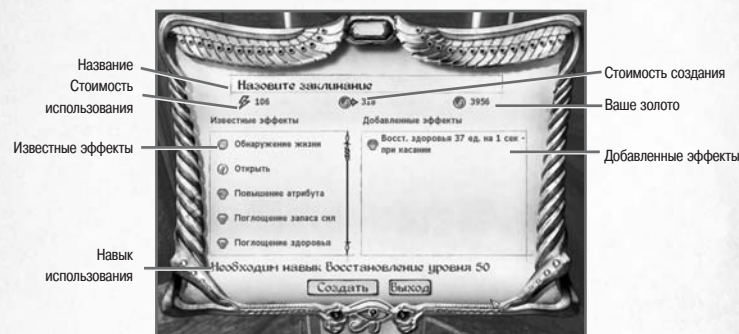 Название
Стоимость
использования
Известные эффекты
Навык
использования
Назовите заклинание
106
318
3956
Известные эффекты
Добавленные эффекты
Обнаружение жизни
Открыть
Повышение атрибута
Поглощение запаса сил
Поглощение здоровья
Восст. здоровья 37 ед. на 1 сек -
при касании
Необходим навык Восстановление уровня 50
Создать
Выход
Стоимость создания
Ваше золото
Добавленные эффекты